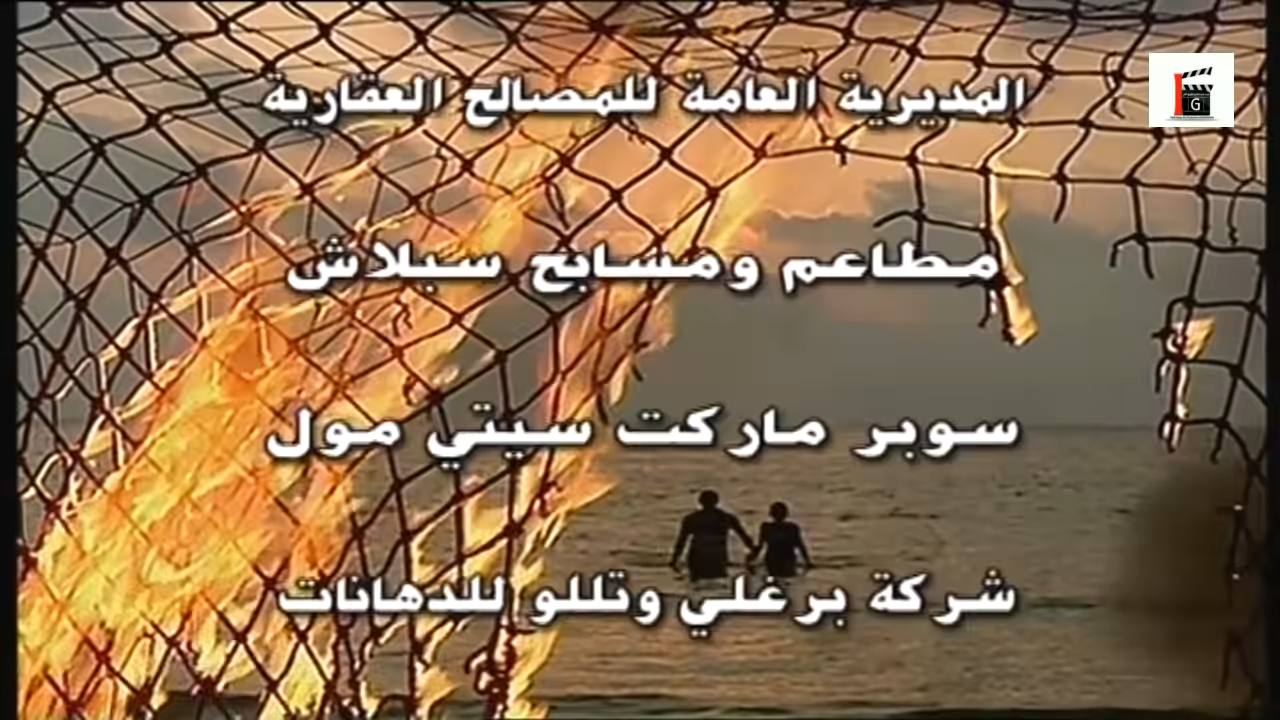 المديرية العامة للمصالح العقارية
مطاعم ومسابح سبلاش
سوبر ماركت سيتي مول
شركة برغلي وتللو للدهانات
G